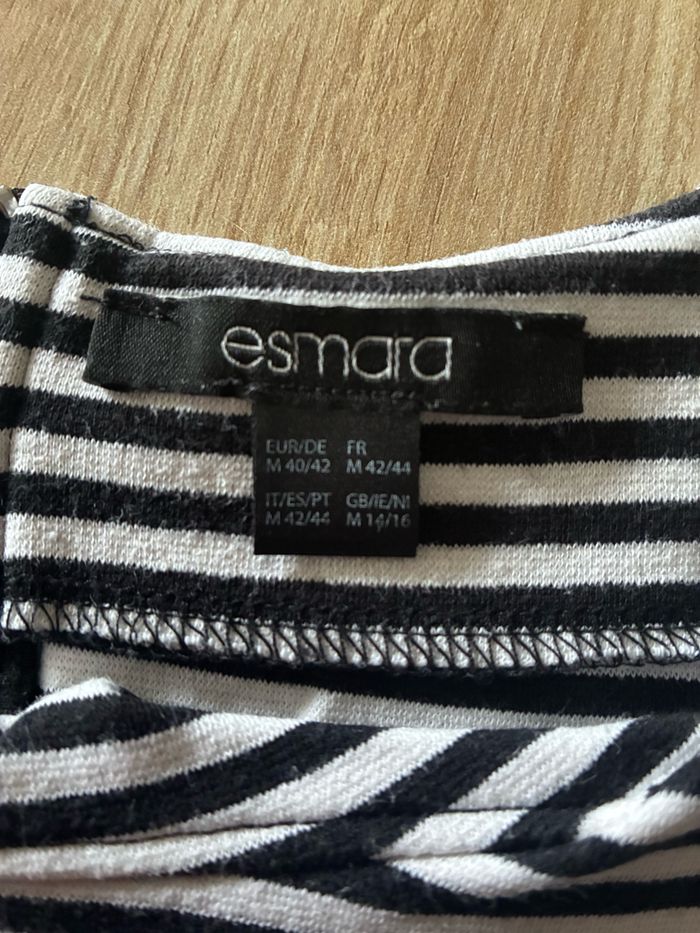 esmara
EUR/DE FR
M 40/42 M 42/44
IT/ES/PT GB/IE/NI
M 42/44 M 14/16